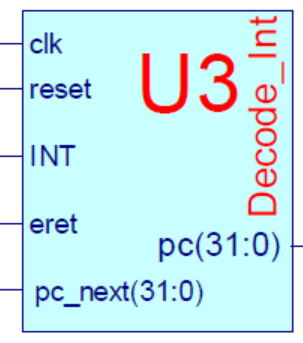 clk
reset
INT
eret
pc_next(31:0)
U3
Decode_Int
pc(31:0)